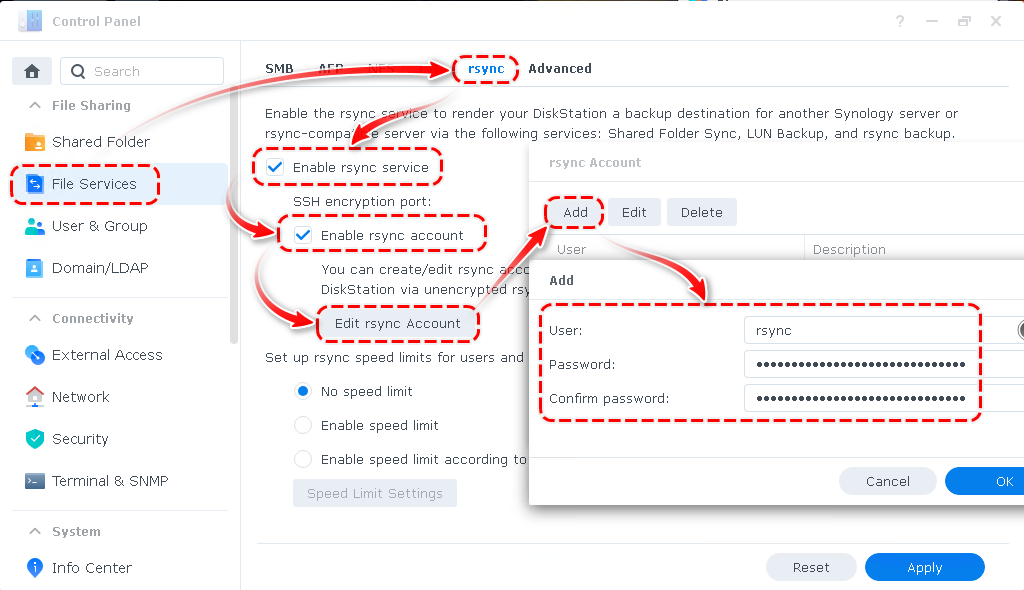 Control Panel
Search
File Sharing
Shared Folder
File Services
User & Group
Domain/LDAP
Connectivity
External Access
Network
Security
Terminal & SNMP
System
Info Center
SMB AFP NFS rsync Advanced
Enable the rsync service to render your DiskStation a backup destination for another Synology server or
rsync-compatible server via the following services: Shared Folder Sync, LUN Backup, and rsync backup.
Enable rsync service
SSH encryption port:
Enable rsync account
You can create/edit rsync
DiskStation via unencrypted
Edit rsync Account
Set up rsync speed limits for users and
No speed limit
Enable speed limit
Enable speed limit according to
Speed Limit Settings
Reset
Apply
rsync Account
Add Edit Delete
User Description
Add
User: rsync
Password: ••••••••••••••••••••••••••••••
Confirm password: ••••••••••••••••••••••••••••••
Cancel OK